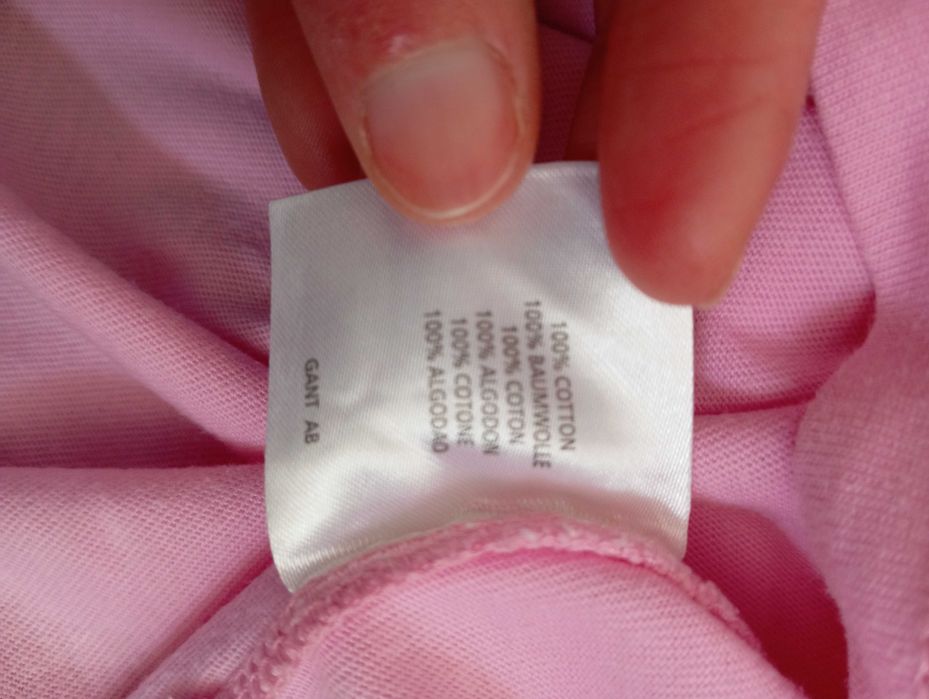 100% COTTON
100% BAUMWOLLE
100% COTON
100% ALGODON
100% COTONE
100% ALGODAO
GANT AB